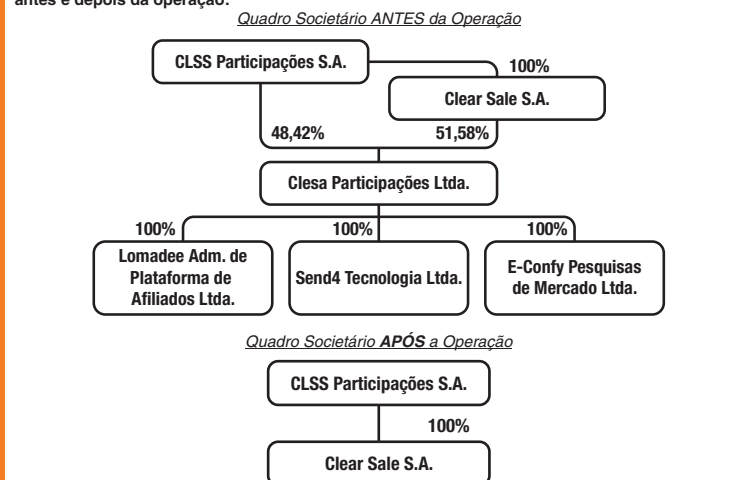 antes e depois da operação:
Quadro Societário ANTES da Operação
CLSS Participações S.A.
100%
Clear Sale S.A.
48,42%
51,58%
Clesa Participações Ltda.
100%
100%
100%
Lomadee Adm. de
Plataforma de
Afiliados Ltda.
Send4 Tecnologia Ltda.
E-Confy Pesquisas
de Mercado Ltda.
Quadro Societário APÓS a Operação
CLSS Participações S.A.
100%
Clear Sale S.A.